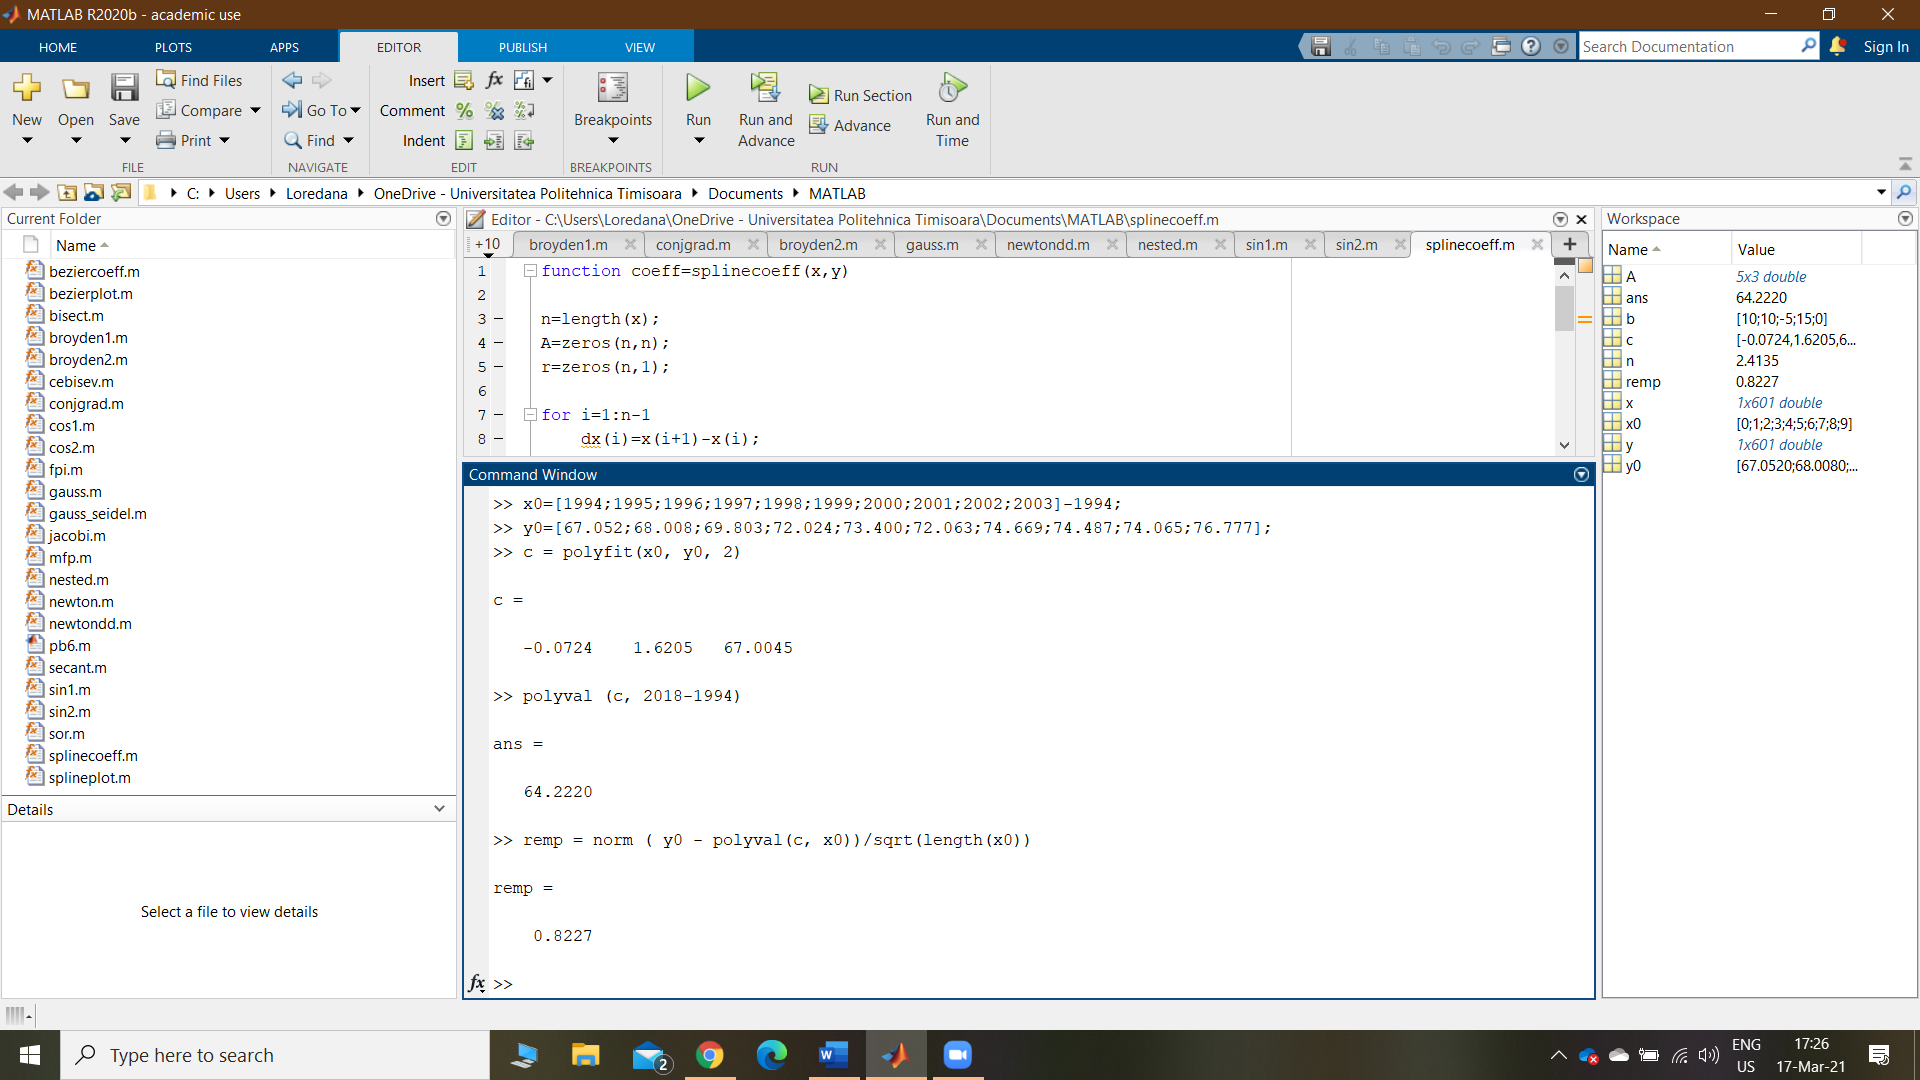 MATLAB R2020b - academic use
HOME PLOTS APPS EDITOR PUBLISH VIEW
Search Documentation
Sign In
New
Open
Save
Find Files
Compare
Print
FILE
Go To
Find
NAVIGATE
Insert fx
Comment
Indent
EDIT
Breakpoints
BREAKPOINTS
Run
Run and Advance
Run Section
Advance
Run and Time
RUN
C: Users Loredana OneDrive - Universitatea Politehnica Timisoara Documents MATLAB
Current Folder
Name
beziercoeff.m
bezierplot.m
bisect.m
broyden1.m
broyden2.m
cebisev.m
conjgrad.m
cos1.m
cos2.m
fpi.m
gauss.m
gauss_seidel.m
jacobi.m
mfp.m
nested.m
newton.m
newtondd.m
pb6.m
secant.m
sin1.m
sin2.m
sor.m
splinecoeff.m
splineplot.m
Details
Select a file to view details
Editor - C:\Users\Loredana\OneDrive - Universitatea Politehnica Timisoara\Documents\MATLAB\splinecoeff.m
+10 broyden1.m conjgrad.m broyden2.m gauss.m newtondd.m nested.m sin1.m sin2.m splinecoeff.m +
1 function coeff=splinecoeff(x,y)
2
3 – n=length(x);
4 – A=zeros(n,n);
5 – r=zeros(n,1);
6
7 – for i=1:n-1
8 – dx(i)=x(i+1)-x(i);
Command Window
>> x0=[1994;1995;1996;1997;1998;1999;2000;2001;2002;2003]-1994;
>> y0=[67.052;68.008;69.803;72.024;73.400;72.063;74.669;74.487;74.065;76.777];
>> c = polyfit(x0, y0, 2)
c =
-0.0724 1.6205 67.0045
>> polyval (c, 2018-1994)
ans =
64.2220
>> remp = norm ( y0 - polyval(c, x0))/sqrt(length(x0))
remp =
0.8227
fx >>
Workspace
Name Value
A 5x3 double
ans 64.2220
b [10;10;-5;15;0]
c [-0.0724,1.6205,6...
n 2.4135
remp 0.8227
x 1x601 double
x0 [0;1;2;3;4;5;6;7;8;9]
y 1x601 double
y0 [67.0520;68.0080;...
Type here to search
2
W
ENG
US
17:26
17-Mar-21